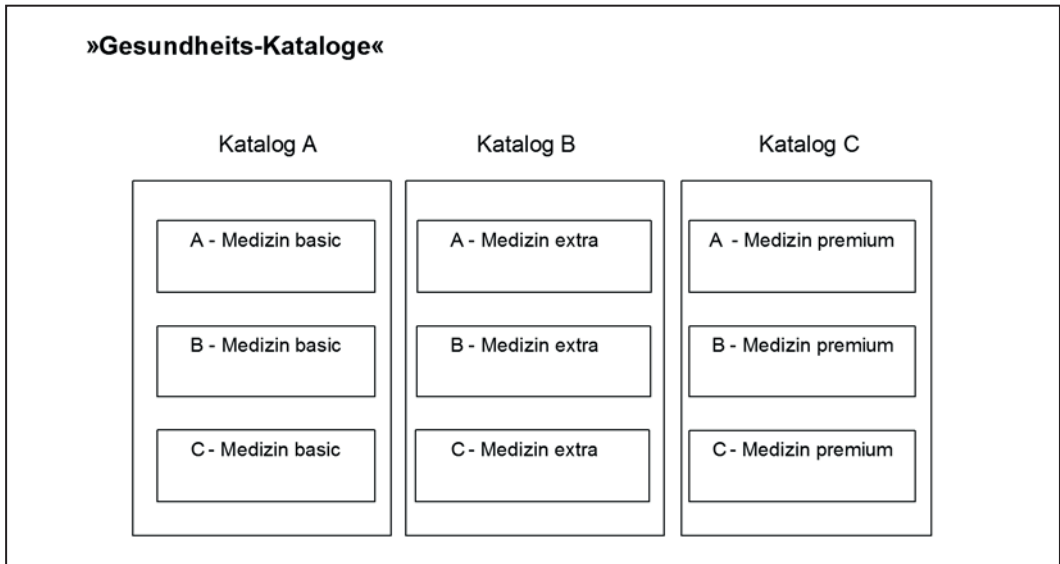 »Gesundheits-Kataloge«
Katalog A
Katalog B
Katalog C
A - Medizin basic
A - Medizin extra
A - Medizin premium
B - Medizin basic
B - Medizin extra
B - Medizin premium
C - Medizin basic
C - Medizin extra
C - Medizin premium